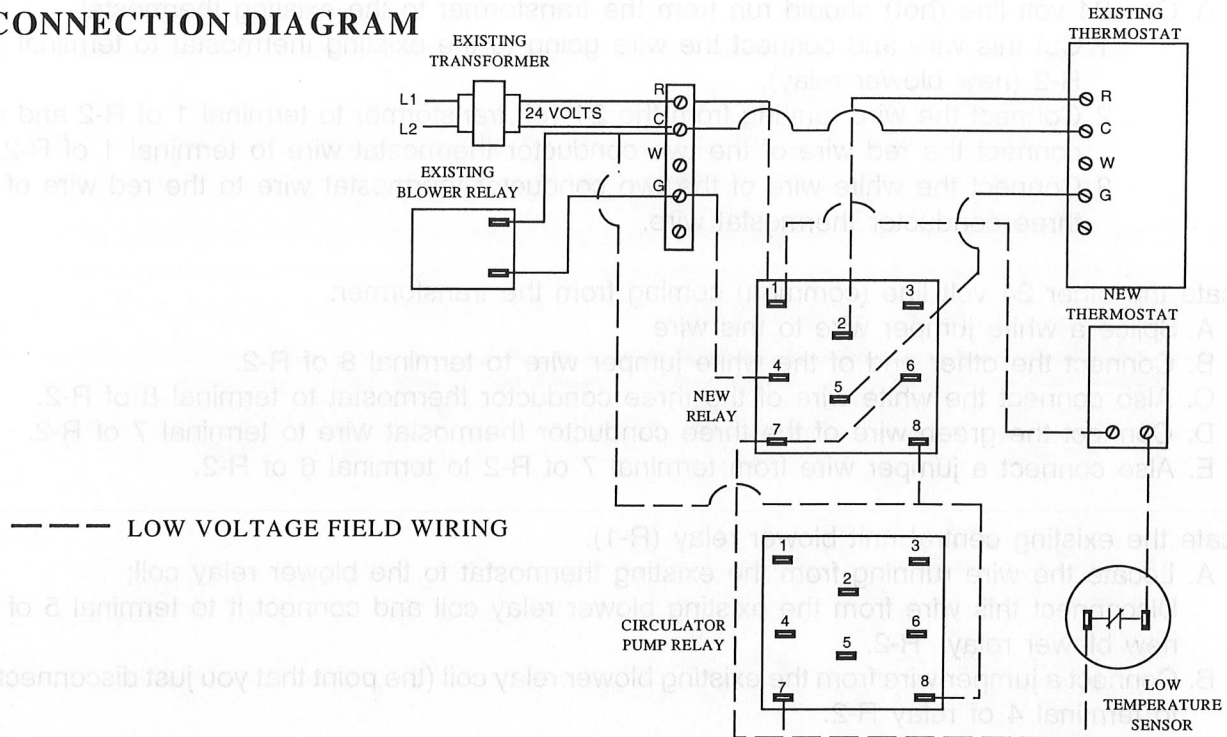 CONNECTION DIAGRAM
EXISTING
TRANSFORMER
L1
L2
24 VOLTS
R
W
G
EXISTING
BLOWER RELAY
EXISTING
THERMOSTAT
R
C
W
G
NEW
THERMOSTAT
1
3
2
4
6
5
7
8
NEW
RELAY
— — — — LOW VOLTAGE FIELD WIRING
CIRCULATOR
PUMP RELAY
1
3
2
4
6
5
7
8
LOW
TEMPERATURE
SENSOR